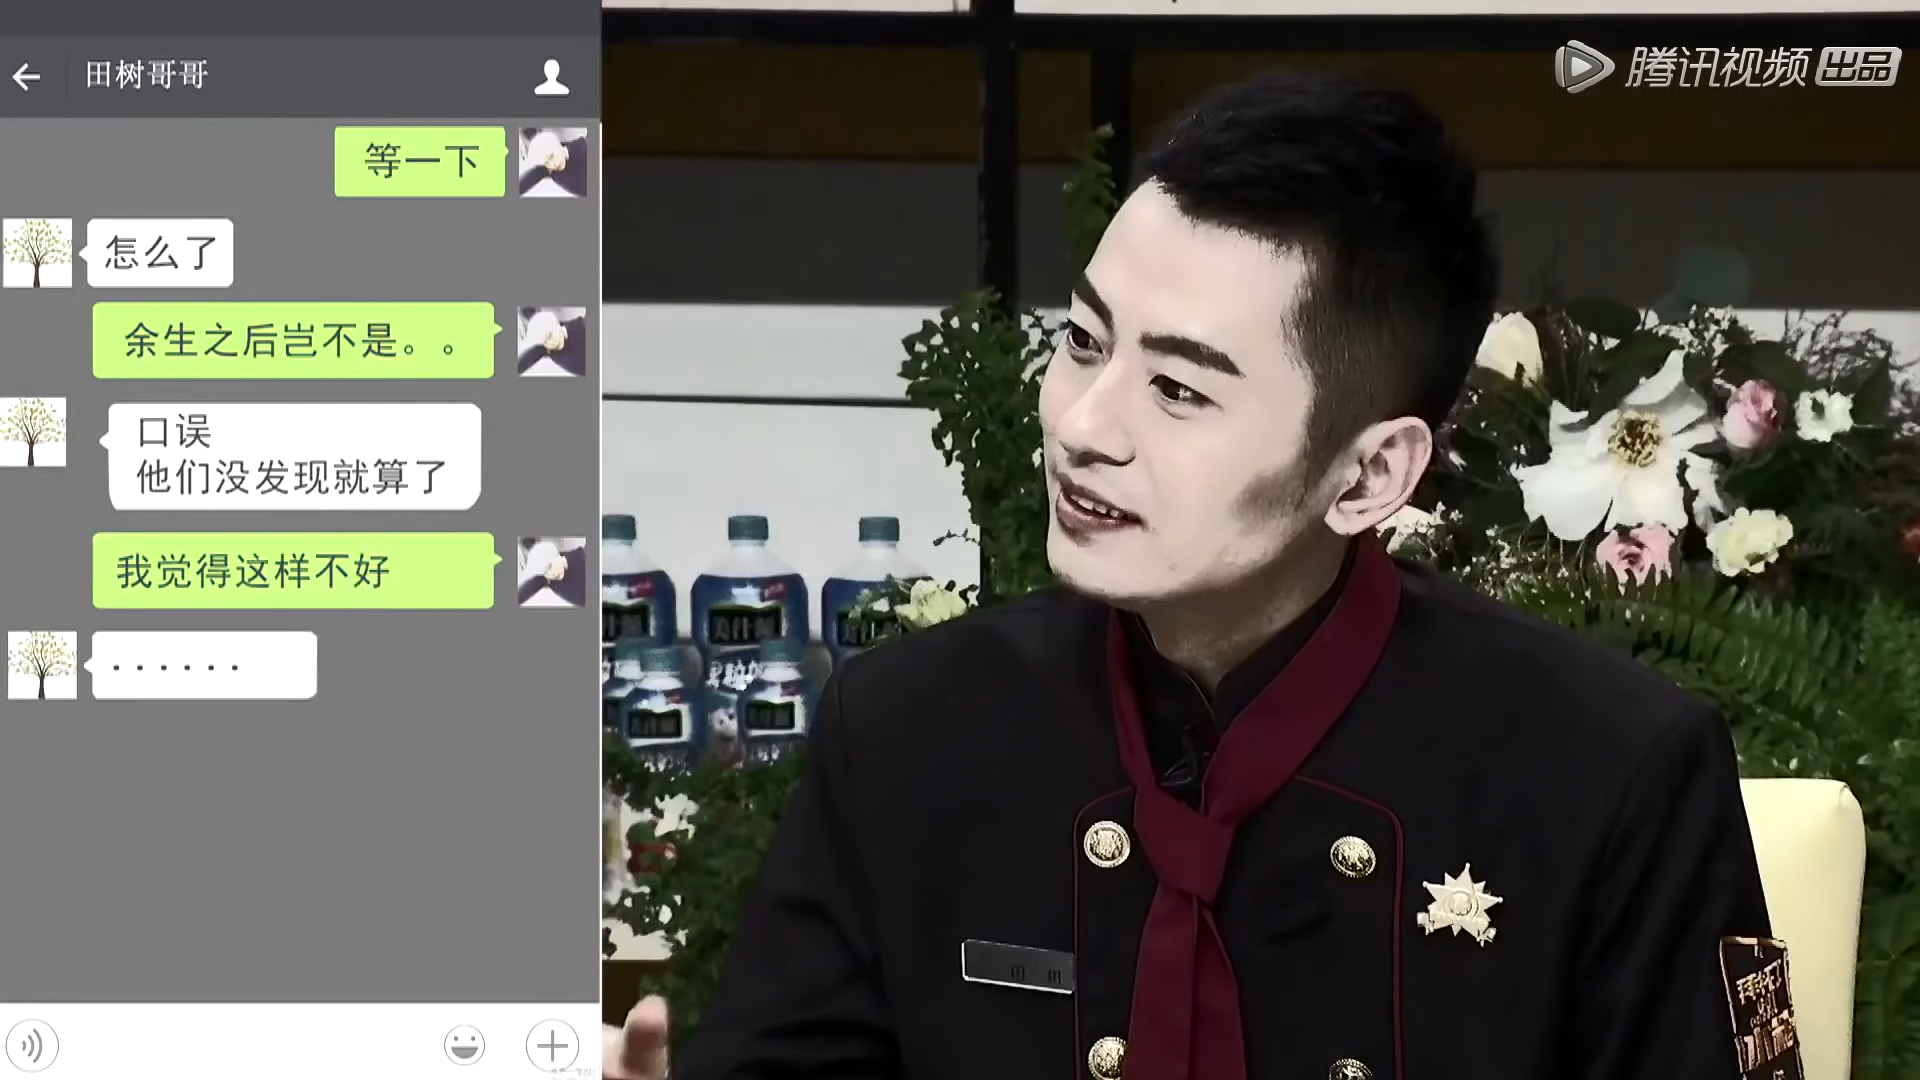 田树哥哥
等一下
怎么了
余生之后岂不是。。
口误
他们没发现就算了
我觉得这样不好
......
腾讯视频 出品
田 树